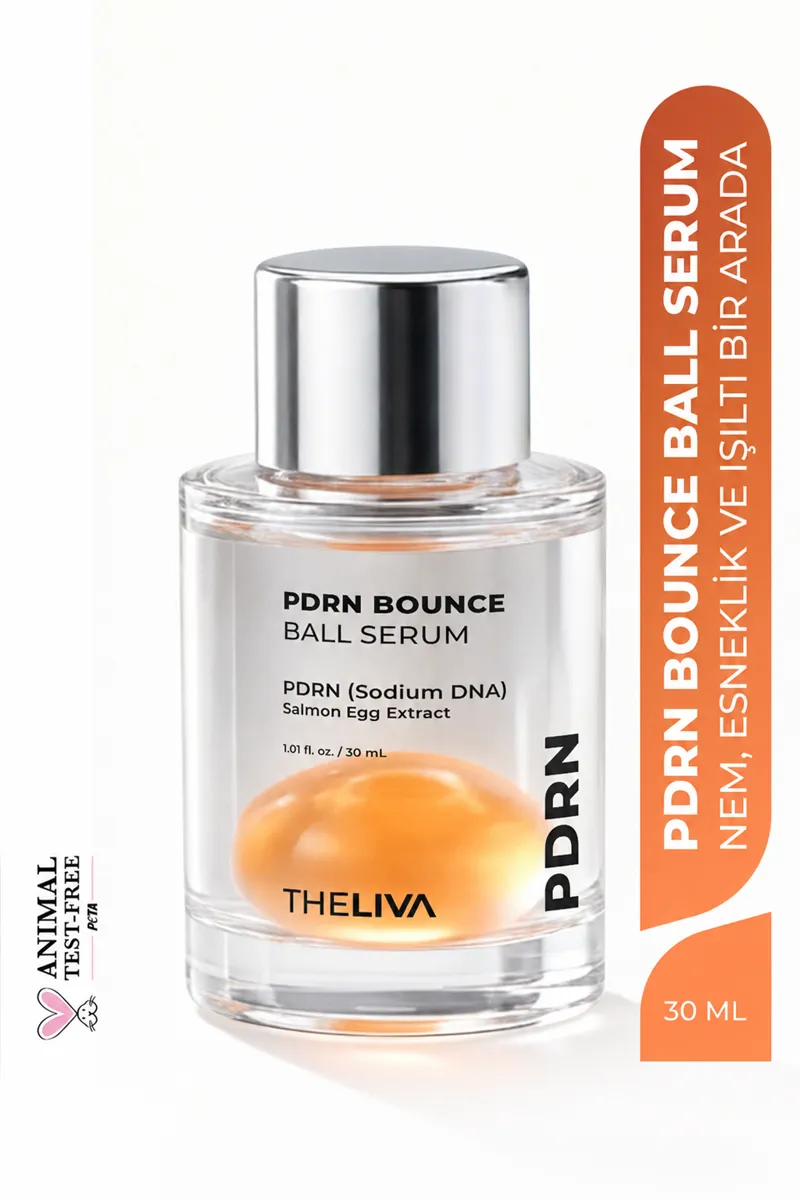 PDRN BOUNCE
BALL SERUM
PDRN (Sodium DNA)
Salmon Egg Extract
1.01 fl. oz. / 30 mL
THELIVA
PDRN
PDRN BOUNCE BALL SERUM
NEM, ESNEKLİK VE IŞILTI BİR ARADA
30 ML
ANIMAL
TEST-FREE
PETA